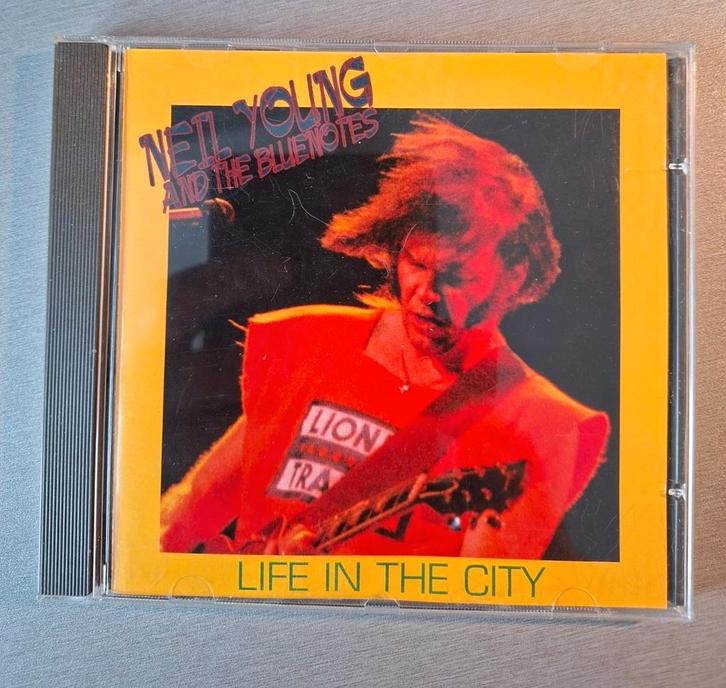 NEIL YOUNG
AND THE BLUENOTES
LION
TRA
LIFE IN THE CITY